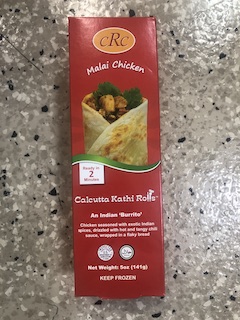 cRc
Malai Chicken
Ready in
2
Minutes
Calcutta Kathi Rolls
An Indian 'Burrito'
Chicken seasoned with exotic Indian
spices, drizzled with hot and tangy chili
sauce, wrapped in a flaky bread
Net Weight: 5oz (141g)
KEEP FROZEN